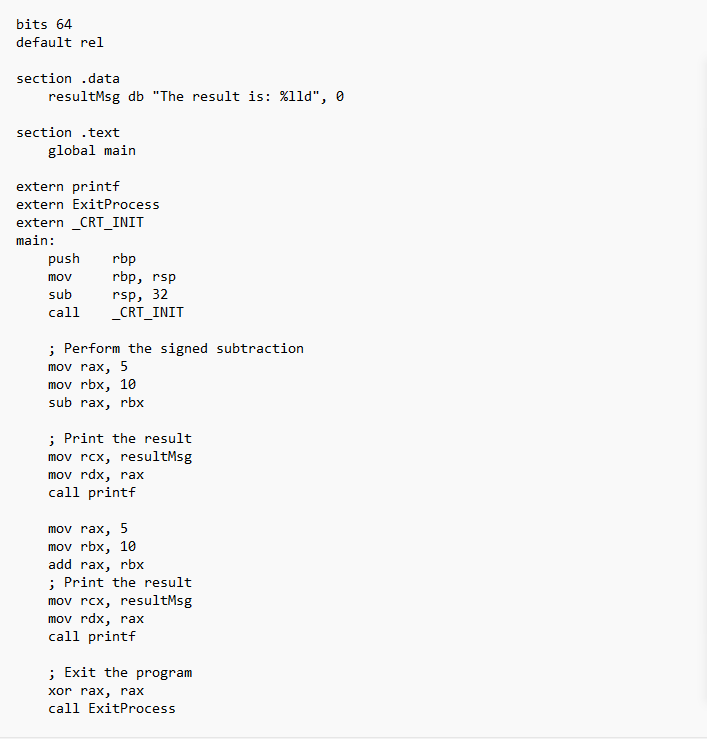 bits 64
default rel

section .data
    resultMsg db "The result is: %lld", 0

section .text
    global main

extern printf
extern ExitProcess
extern _CRT_INIT
main:
    push    rbp
    mov     rbp, rsp
    sub     rsp, 32
    call    _CRT_INIT

    ; Perform the signed subtraction
    mov rax, 5
    mov rbx, 10
    sub rax, rbx

    ; Print the result
    mov rcx, resultMsg
    mov rdx, rax
    call printf

    mov rax, 5
    mov rbx, 10
    add rax, rbx
    ; Print the result
    mov rcx, resultMsg
    mov rdx, rax
    call printf

    ; Exit the program
    xor rax, rax
    call ExitProcess